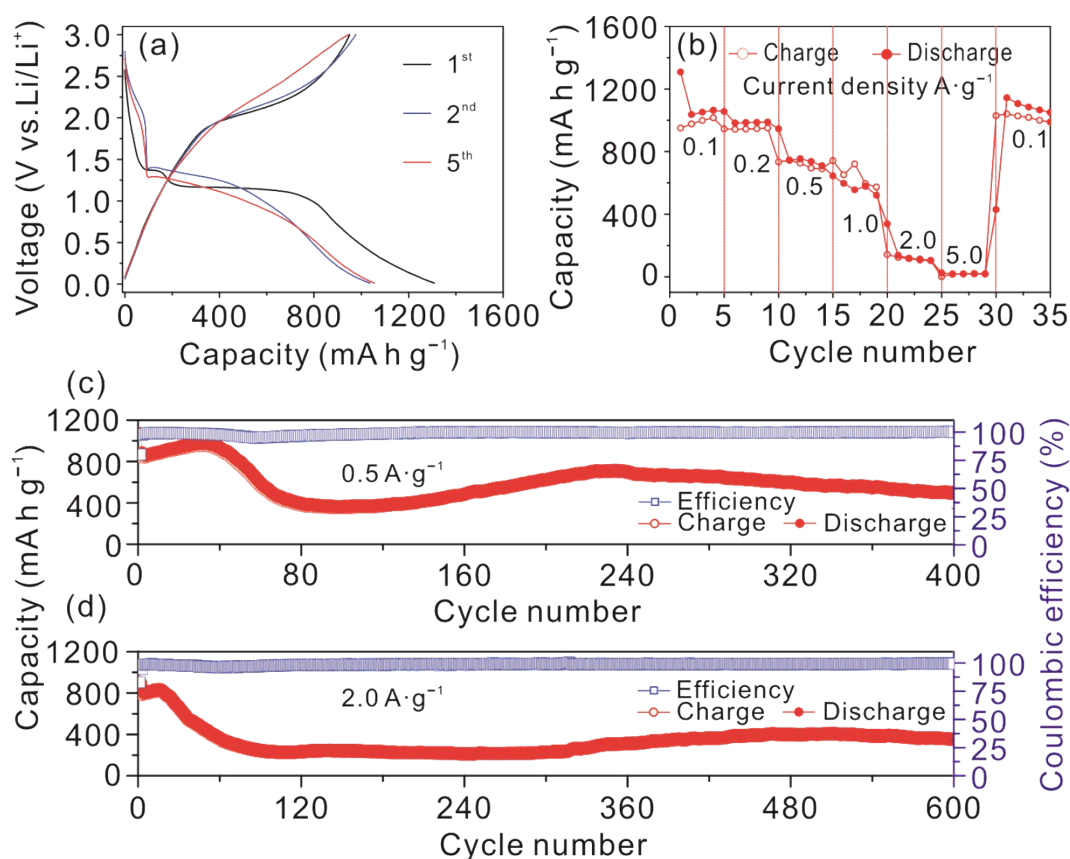 (a)
Voltage (V vs.Li/Li⁺)
3.0
2.5
2.0
1.5
1.0
0.5
0.0
1ˢᵗ
2ⁿᵈ
5ᵗʰ
0 400 800 1200 1600
Capacity (mA h g⁻¹)
(b)
Capacity (mA h g⁻¹)
1600
1200
800
400
0
Charge Discharge
Current density A·g⁻¹
0.1 0.2 0.5 1.0 2.0 5.0 0.1
0 5 10 15 20 25 30 35
Cycle number
(c)
1200
800
400
0
0.5 A·g⁻¹
Efficiency
Charge Discharge
100
75
50
25
0
0 80 160 240 320 400
Cycle number
(d)
1200
800
400
0
2.0 A·g⁻¹
Efficiency
Charge Discharge
100
75
50
25
0
0 120 240 360 480 600
Cycle number
Capacity (mA h g⁻¹)
Coulombic efficiency (%)